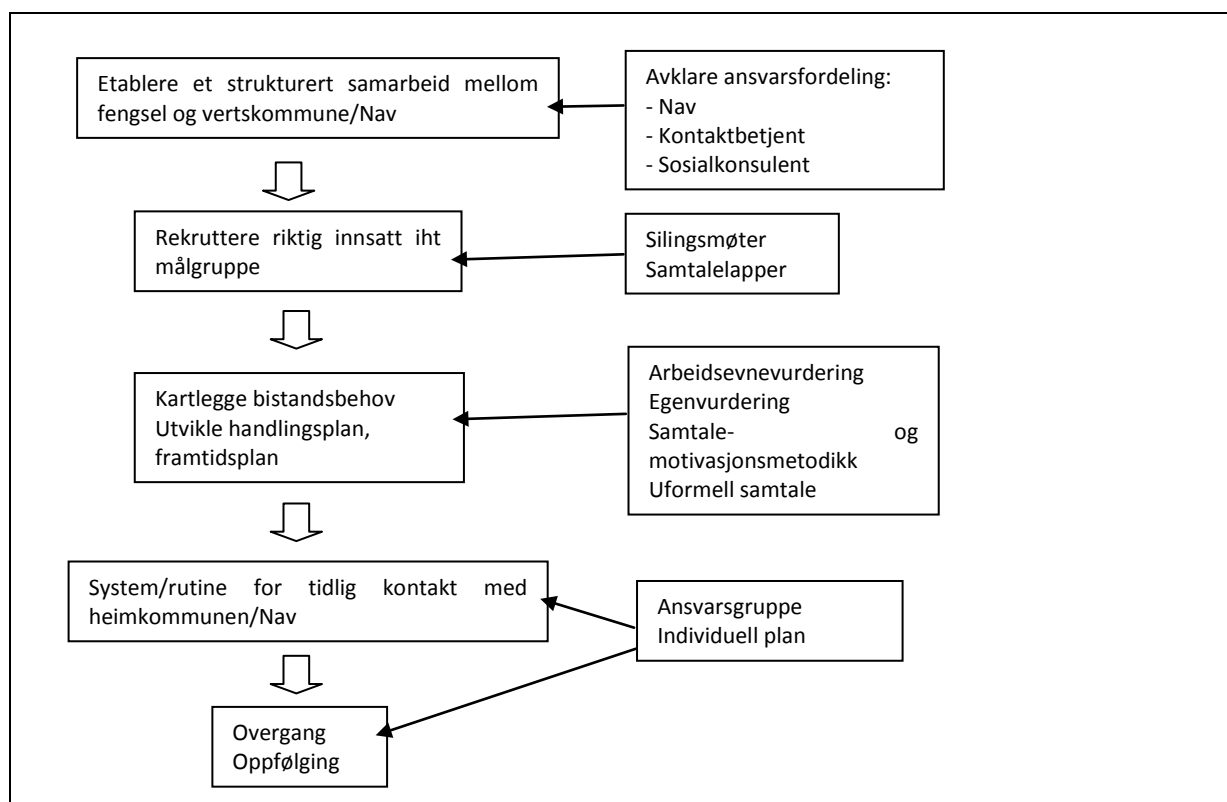 Etablere et strukturert samarbeid mellom
fengsel og vertskommune/Nav
Avklare ansvarsfordeling:
- Nav
- Kontaktbetjent
- Sosialkonsulent
Rekruttere riktig innsatt iht
målgruppe
Silingsmøter
Samtalelapper
Kartlegge bistandsbehov
Utvikle handlingsplan,
framtidsplan
Arbeidsevnevurdering
Egenvurdering
Samtale- og
motivasjonsmetodikk
Uformell samtale
System/rutine for tidlig kontakt med
heimkommunen/Nav
Ansvarsgruppe
Individuell plan
Overgang
Oppfølging